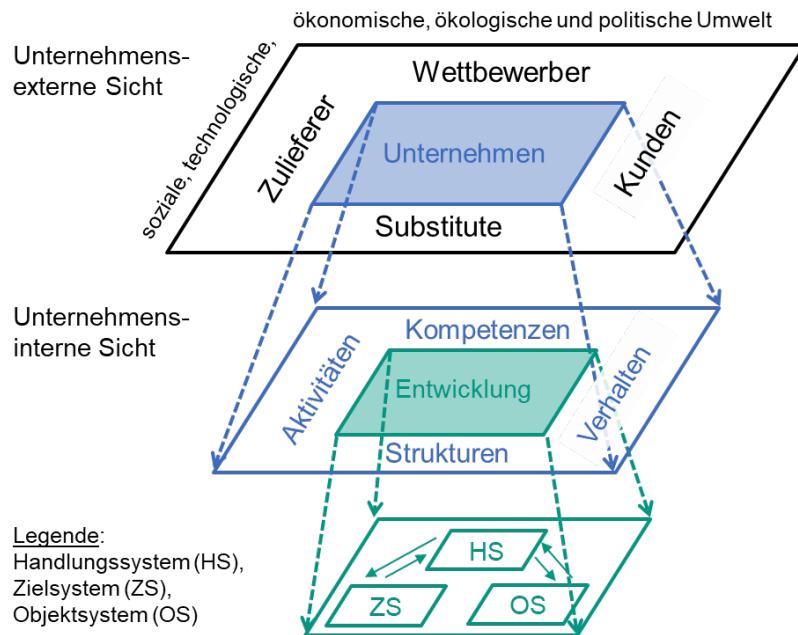 ökonomische, ökologische und politische Umwelt
soziale, technologische,
Unternehmens-
externe Sicht
Wettbewerber
Zulieferer
Unternehmen
Kunden
Substitute
Unternehmens-
interne Sicht
Kompetenzen
Aktivitäten
Entwicklung
Verhalten
Strukturen
Legende:
Handlungssystem (HS),
Zielsystem (ZS),
Objektsystem (OS)
HS
ZS
OS